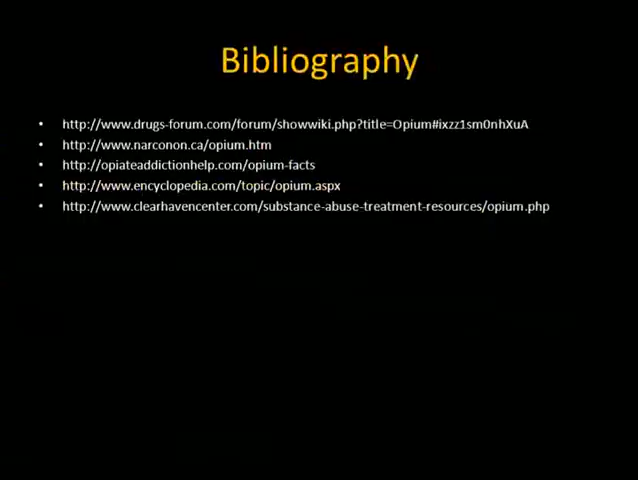 Bibliography
• http://www.drugs-forum.com/forum/showwiki.php?title=Opium#ixzz1sm0nhXuA
• http://www.narconon.ca/opium.htm
• http://opiateaddictionhelp.com/opium-facts
• http://www.encyclopedia.com/topic/opium.aspx
• http://www.clearhavencenter.com/substance-abuse-treatment-resources/opium.php